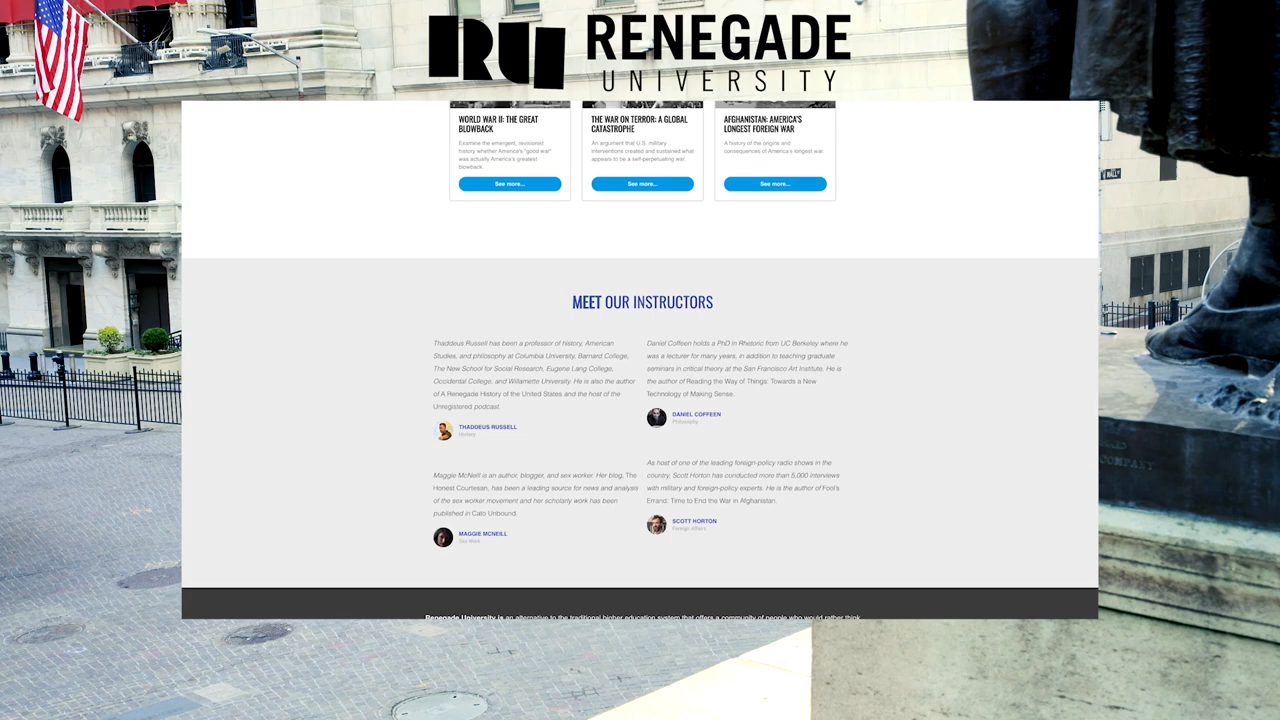 RU RENEGADE
UNIVERSITY
WORLD WAR II: THE GREAT
BLOWBACK
Examine the emergent, revisionist
history whether America's "good war"
was actually America's greatest
blowback.
See more...
THE WAR ON TERROR: A GLOBAL
CATASTROPHE
An argument that U.S. military
interventions created and sustained what
appears to be a self-perpetuating war.
See more...
AFGHANISTAN: AMERICA'S
LONGEST FOREIGN WAR
A history of the origins and
consequences of America's longest war.
See more...
MEET OUR INSTRUCTORS
Thaddeus Russell has been a professor of history, American
Studies, and philosophy at Columbia University, Barnard College,
The New School for Social Research, Eugene Lang College,
Occidental College, and Willamette University. He is also the author
of A Renegade History of the United States and the host of the
Unregistered podcast.
THADDEUS RUSSELL
History
Daniel Coffeen holds a PhD in Rhetoric from UC Berkeley where he
was a lecturer for many years, in addition to teaching graduate
seminars in critical theory at the San Francisco Art Institute. He is
the author of Reading the Way of Things: Towards a New
Technology of Making Sense.
DANIEL COFFEEN
Philosophy
Maggie McNeill is an author, blogger, and sex worker. Her blog, The
Honest Courtesan, has been a leading source for news and analysis
of the sex worker movement and her scholarly work has been
published in Cato Unbound.
MAGGIE MCNEILL
Sex Work
As host of one of the leading foreign-policy radio shows in the
country, Scott Horton has conducted more than 5,000 interviews
with military and foreign-policy experts. He is the author of Fool's
Errand: Time to End the War in Afghanistan.
SCOTT HORTON
Foreign Affairs
Renegade University is an alternative to the traditional higher education system that offers a community of people who would rather think
WALL
COMPANY